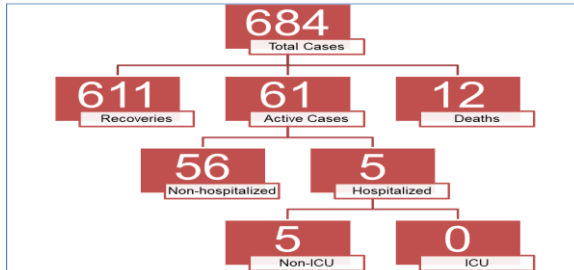 684
Total Cases
611
Recoveries
61
Active Cases
12
Deaths
56
Non-hospitalized
5
Hospitalized
5
Non-ICU
0
ICU